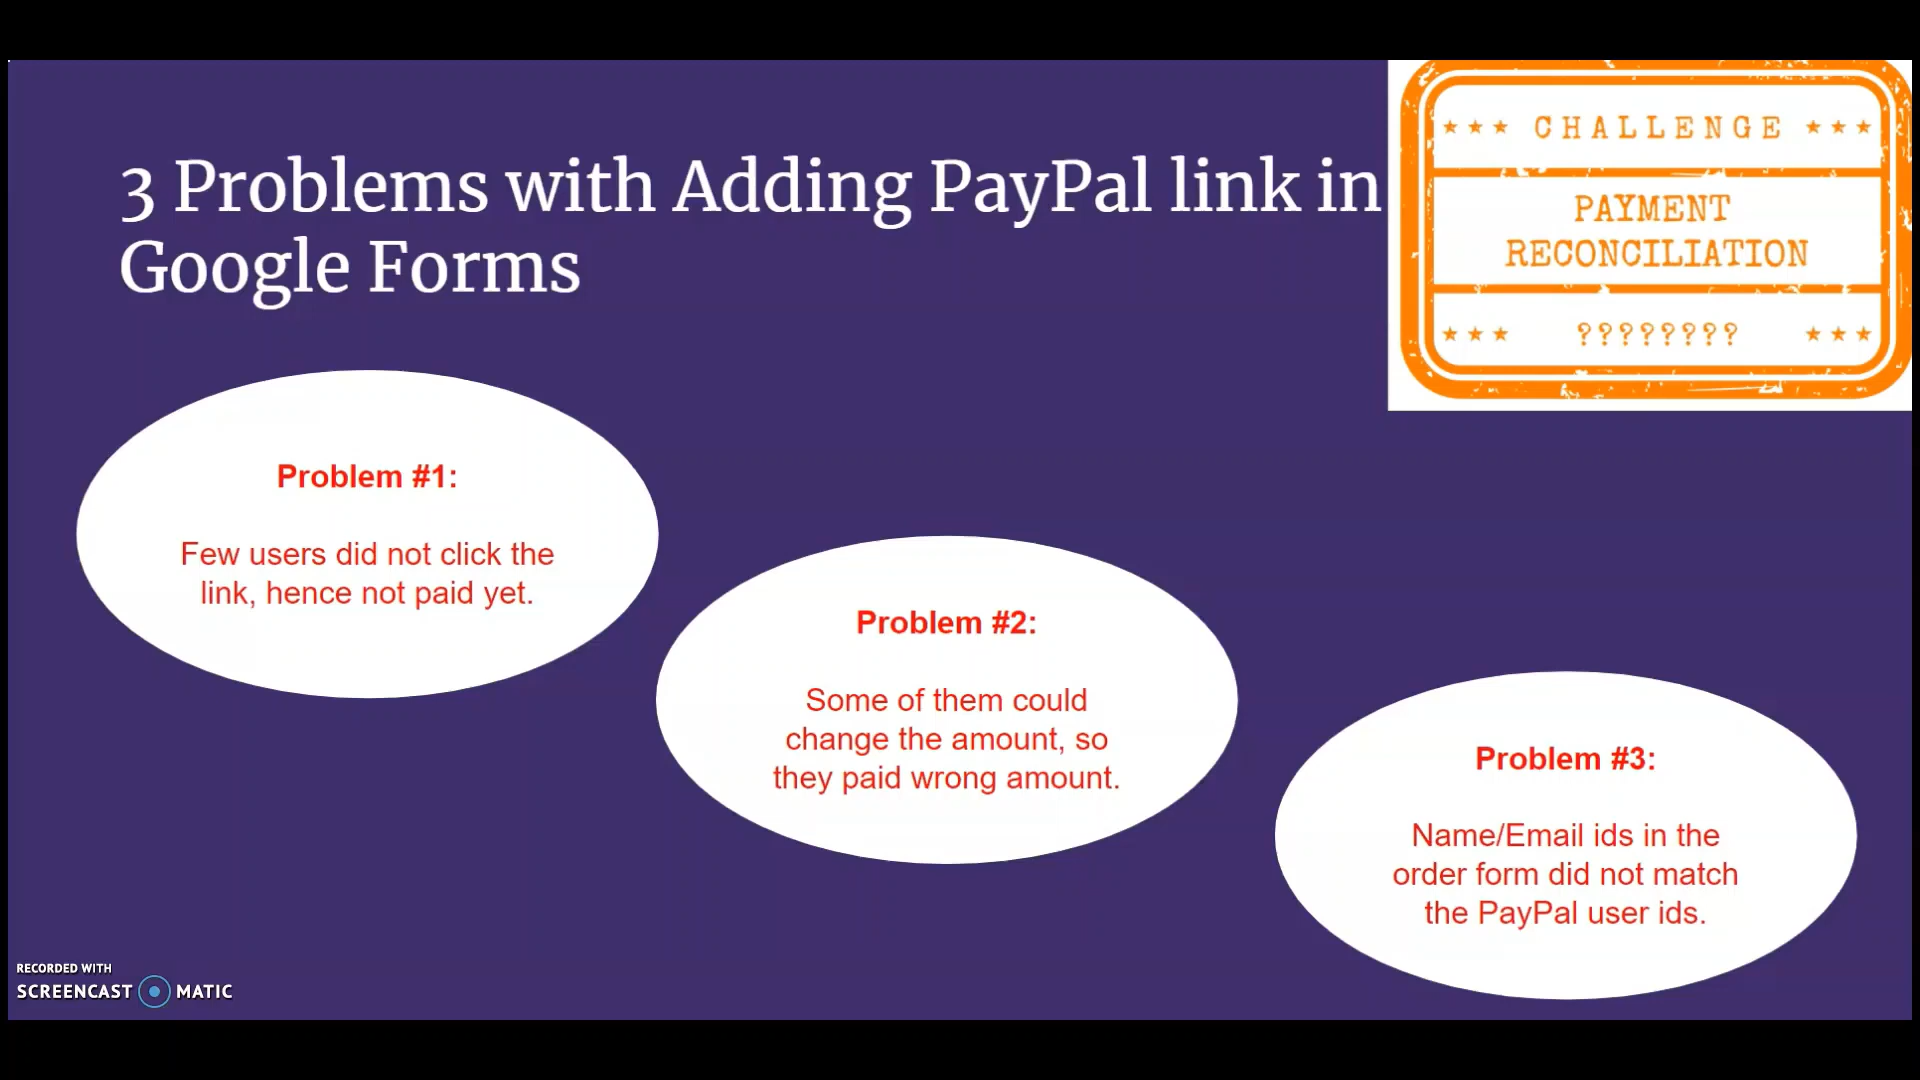 3 Problems with Adding PayPal link in
Google Forms
★ ★ ★ CHALLENGE ★ ★ ★
PAYMENT
RECONCILIATION
★ ★ ★ ???????? ★ ★ ★
Problem #1:
Few users did not click the
link, hence not paid yet.
Problem #2:
Some of them could
change the amount, so
they paid wrong amount.
Problem #3:
Name/Email ids in the
order form did not match
the PayPal user ids.
RECORDED WITH
SCREENCAST MATIC